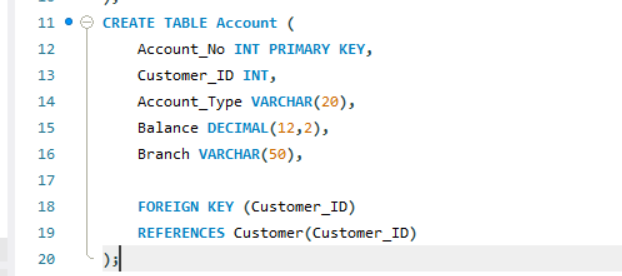 11 CREATE TABLE Account (
12 Account_No INT PRIMARY KEY,
13 Customer_ID INT,
14 Account_Type VARCHAR(20),
15 Balance DECIMAL(12,2),
16 Branch VARCHAR(50),
17
18 FOREIGN KEY (Customer_ID)
19 REFERENCES Customer(Customer_ID)
20 );